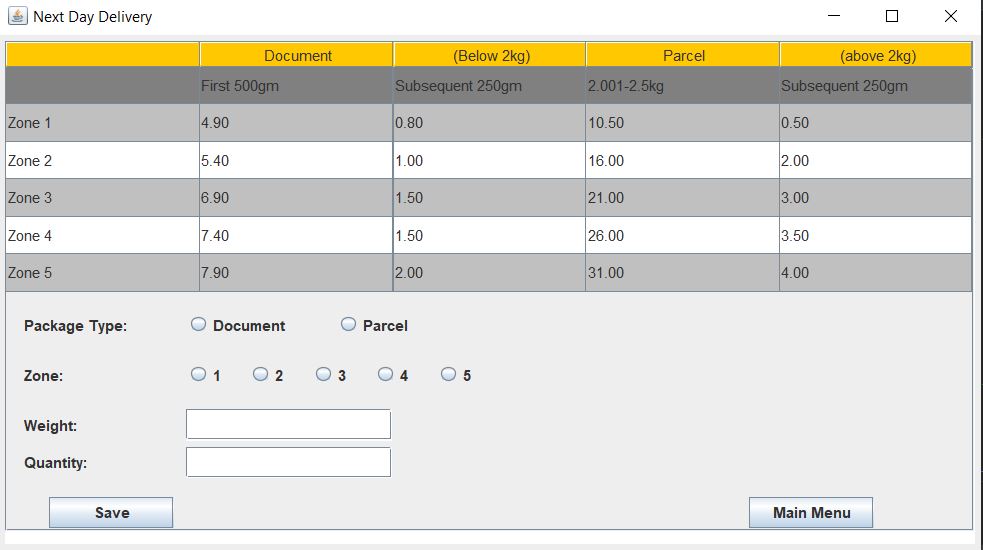 Next Day Delivery
Document (Below 2kg) Parcel (above 2kg)
First 500gm Subsequent 250gm 2.001-2.5kg Subsequent 250gm
Zone 1 4.90 0.80 10.50 0.50
Zone 2 5.40 1.00 16.00 2.00
Zone 3 6.90 1.50 21.00 3.00
Zone 4 7.40 1.50 26.00 3.50
Zone 5 7.90 2.00 31.00 4.00
Package Type: Document Parcel
Zone: 1 2 3 4 5
Weight:
Quantity:
Save Main Menu